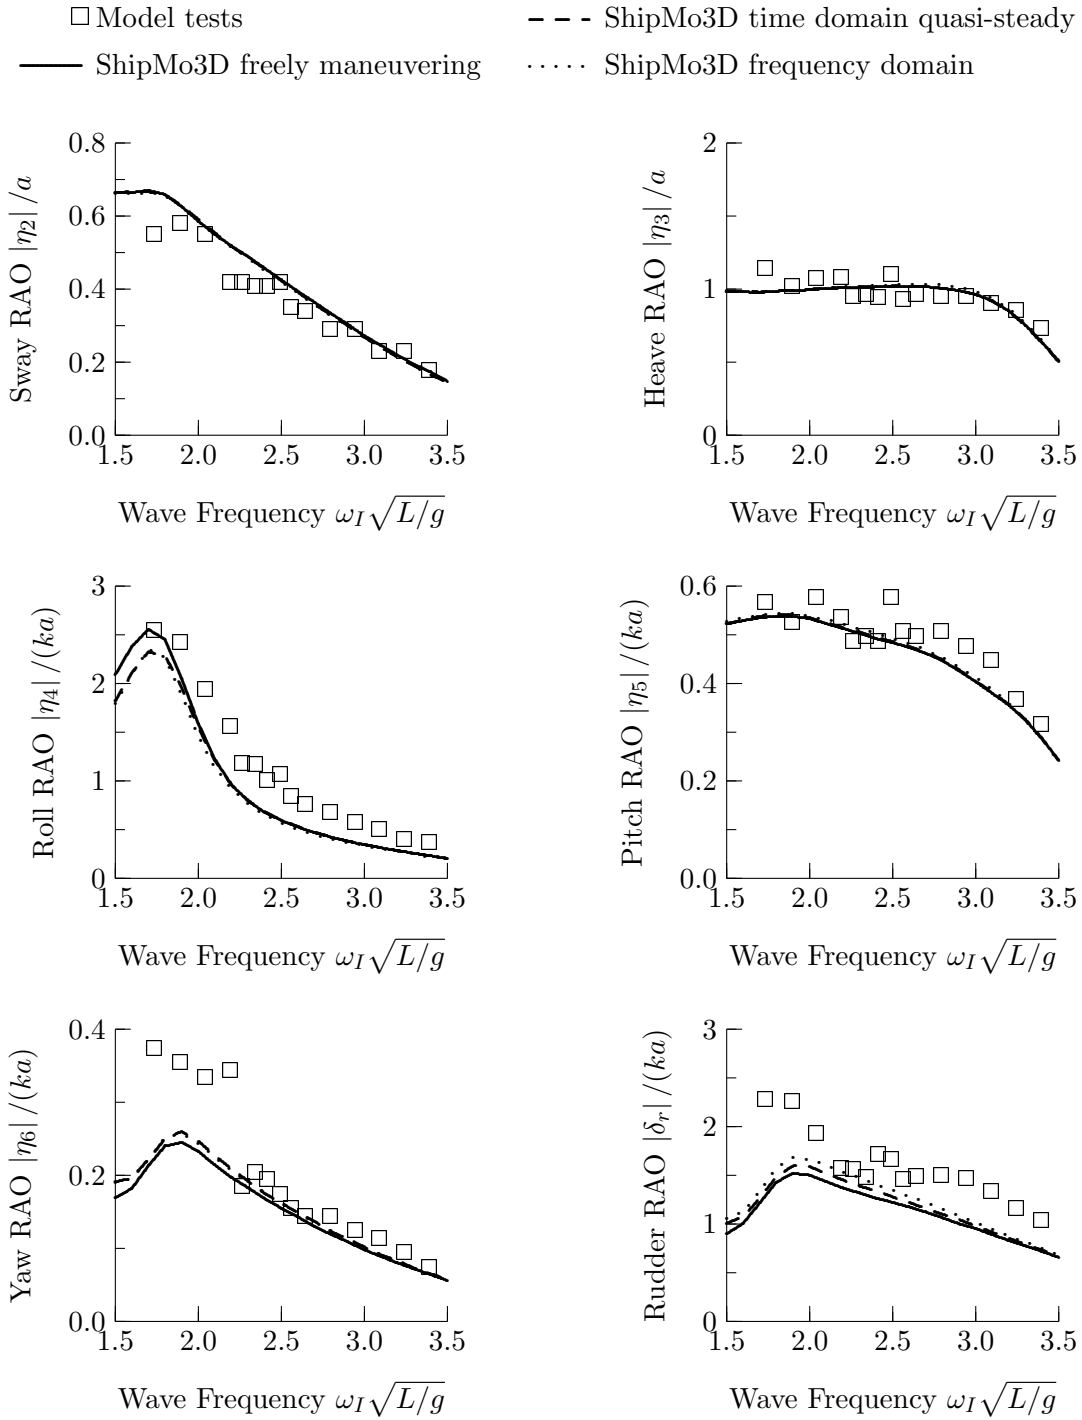 Model tests
ShipMo3D time domain quasi-steady
ShipMo3D freely maneuvering
ShipMo3D frequency domain
Sway RAO |η2|/a
0.8
0.6
0.4
0.2
0.0
1.5 2.0 2.5 3.0 3.5
Wave Frequency ωI√L/g
Heave RAO |η3|/a
2
1
0
1.5 2.0 2.5 3.0 3.5
Wave Frequency ωI√L/g
Roll RAO |η4|/(ka)
3
2
1
0
1.5 2.0 2.5 3.0 3.5
Wave Frequency ωI√L/g
Pitch RAO |η5|/(ka)
0.6
0.4
0.2
0.0
1.5 2.0 2.5 3.0 3.5
Wave Frequency ωI√L/g
Yaw RAO |η6|/(ka)
0.4
0.2
0.0
1.5 2.0 2.5 3.0 3.5
Wave Frequency ωI√L/g
Rudder RAO |δr|/(ka)
3
2
1
0
1.5 2.0 2.5 3.0 3.5
Wave Frequency ωI√L/g